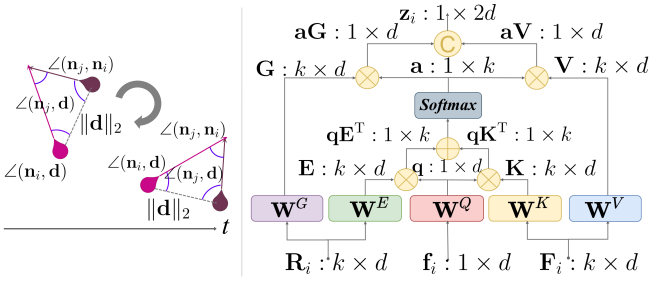 ∠(n_j, n_i)
∠(n_j, d)
‖d‖_2
∠(n_i, d)
∠(n_j, n_i)
∠(n_i, d)
∠(n_j, d)
‖d‖_2
t
z_i : 1 × 2d
aG : 1 × d
C
aV : 1 × d
G : k × d
a : 1 × k
V : k × d
Softmax
qE^T : 1 × k
qK^T : 1 × k
E : k × d
q : 1 × d
K : k × d
W^G
W^E
W^Q
W^K
W^V
R_i : k × d
f_i : 1 × d
F_i : k × d